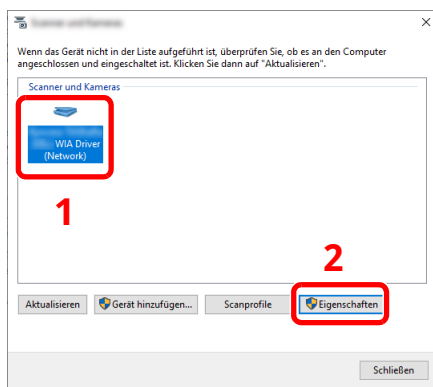 Wenn das Gerät nicht in der Liste aufgeführt ist, überprüfen Sie, ob es an den Computer
angeschlossen und eingeschaltet ist. Klicken Sie dann auf "Aktualisieren".
Scanner und Kameras
WIA Driver
(Network)
1
2
Aktualisieren Gerät hinzufügen... Scanprofile Eigenschaften
Schließen